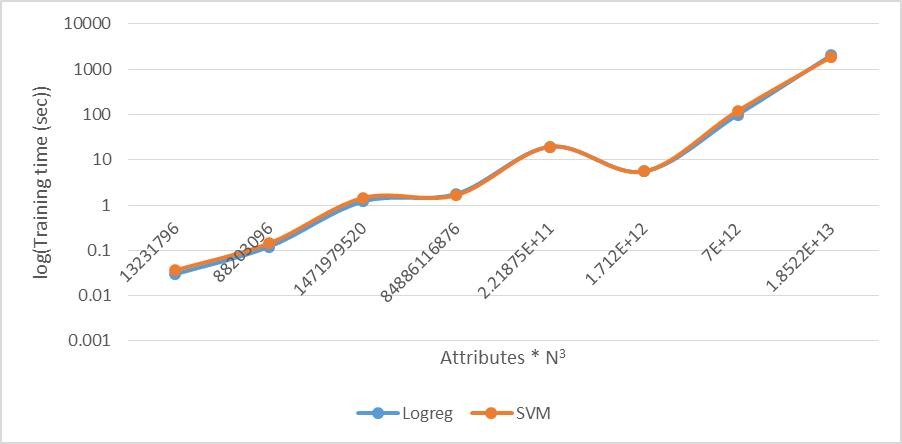 10000
1000
100
10
1
0.1
0.01
0.001
log(Training time (sec))
13231796
88203096
1471979520
84886116876
2.21875E+11
1.712E+12
7E+12
1.8522E+13
Attributes * N³
Logreg SVM